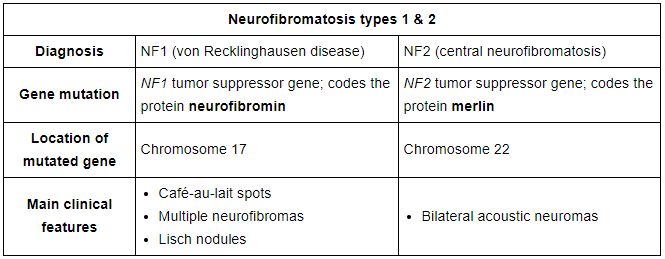 Neurofibromatosis types 1 & 2
Diagnosis
NF1 (von Recklinghausen disease)
NF2 (central neurofibromatosis)
Gene mutation
NF1 tumor suppressor gene; codes the
protein neurofibromin
NF2 tumor suppressor gene; codes the
protein merlin
Location of
mutated gene
Chromosome 17
Chromosome 22
Main clinical
features
• Café-au-lait spots
• Multiple neurofibromas
• Lisch nodules
• Bilateral acoustic neuromas